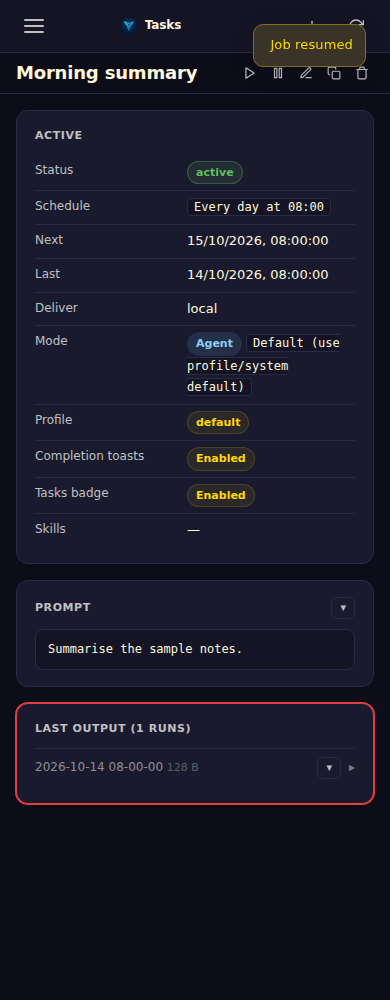 Tasks
Job resumed
Morning summary
ACTIVE
Status active
Schedule Every day at 08:00
Next 15/10/2026, 08:00:00
Last 14/10/2026, 08:00:00
Deliver local
Mode Agent Default (use
profile/system
default)
Profile default
Completion toasts Enabled
Tasks badge Enabled
Skills —
PROMPT
Summarise the sample notes.
LAST OUTPUT (1 RUNS)
2026-10-14 08-00-00 128 B